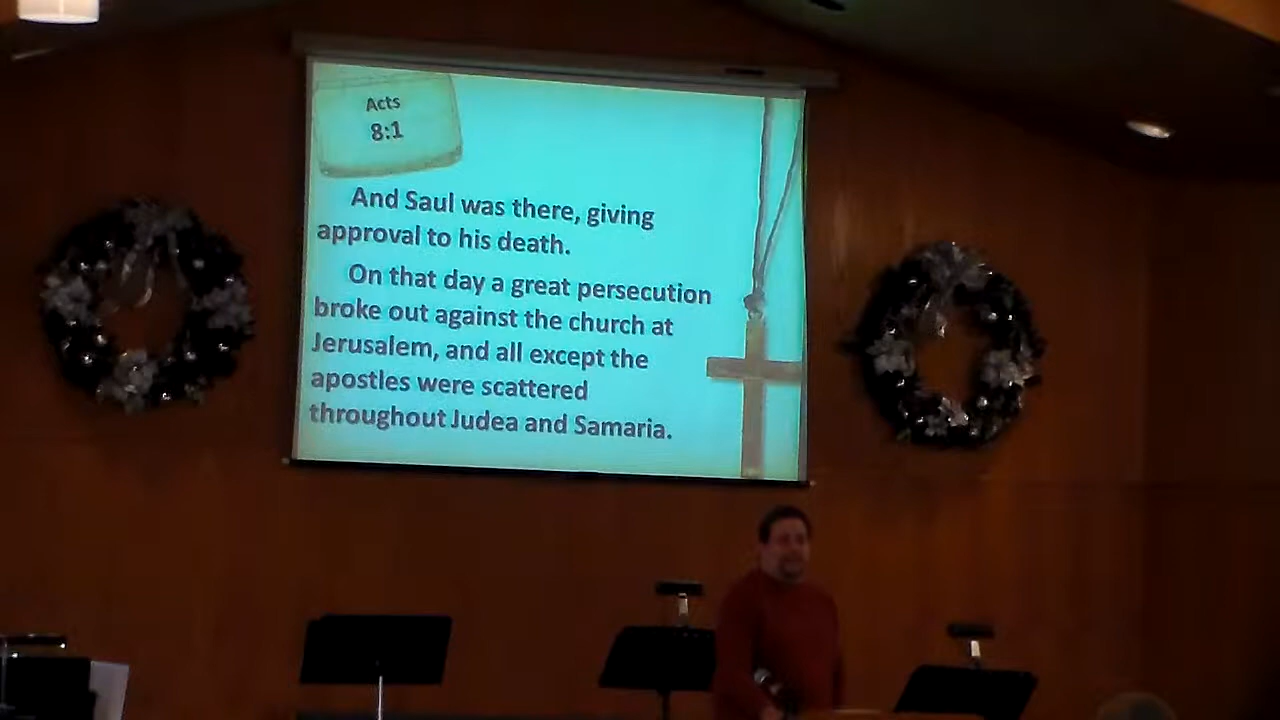 Acts
8:1
And Saul was there, giving
approval to his death.
On that day a great persecution
broke out against the church at
Jerusalem, and all except the
apostles were scattered
throughout Judea and Samaria.